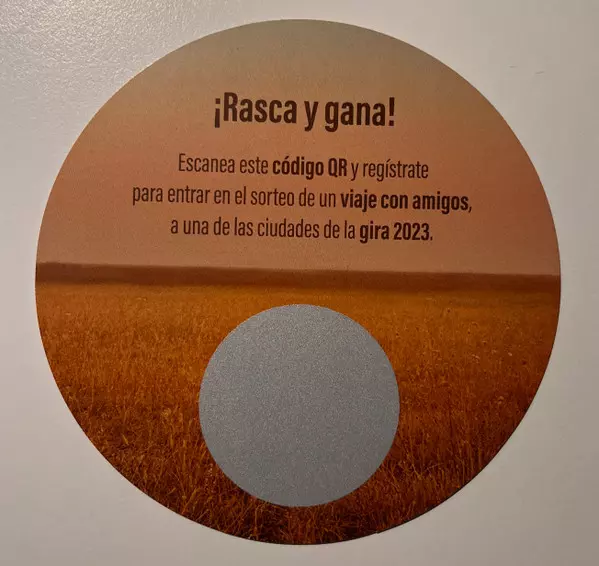 ¡Rasca y gana!
Escanea este código QR y regístrate
para entrar en el sorteo de un viaje con amigos,
a una de las ciudades de la gira 2023.